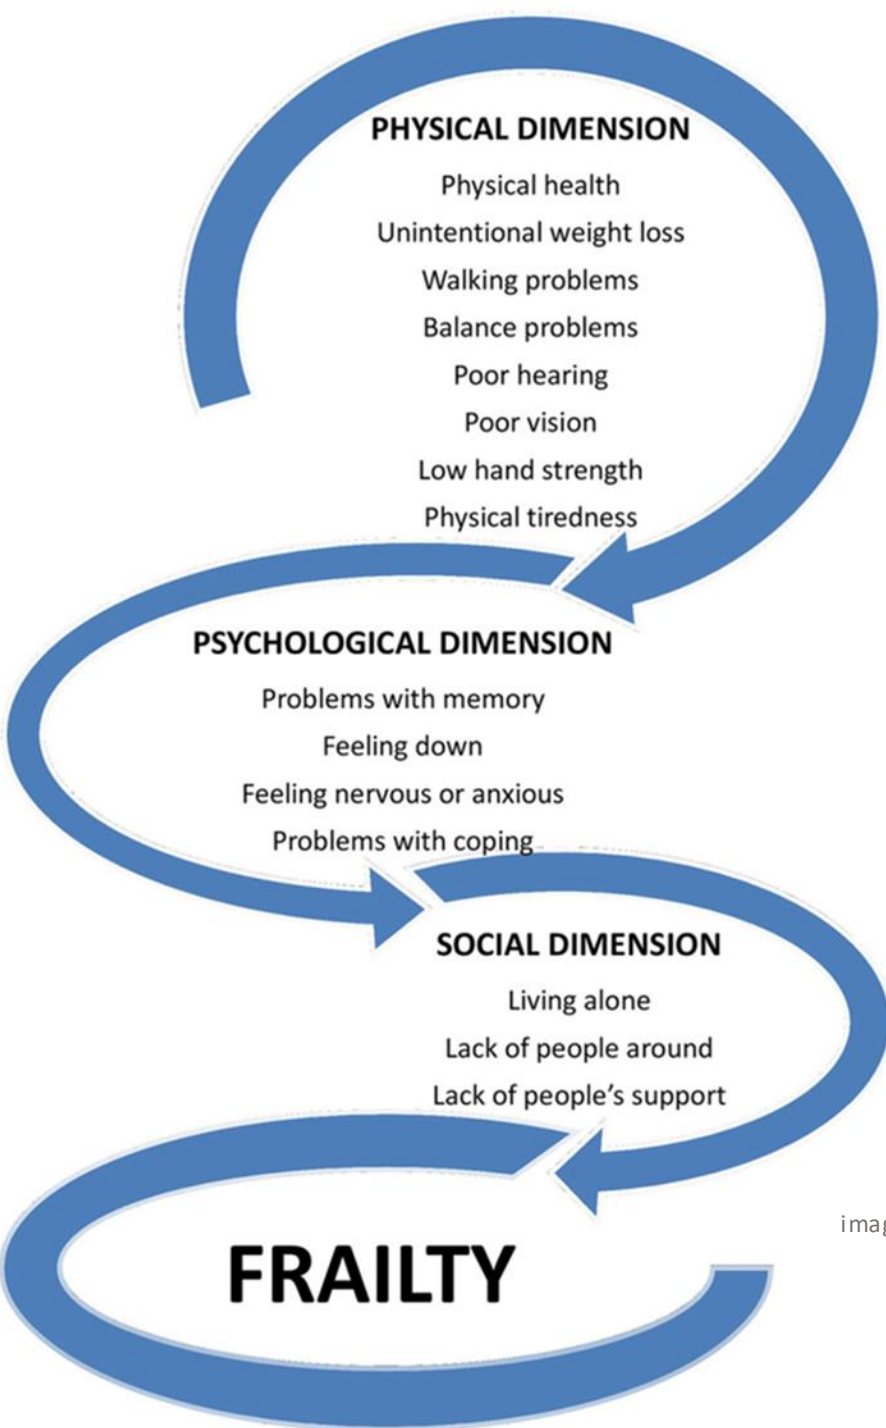 PHYSICAL DIMENSION
Physical health
Unintentional weight loss
Walking problems
Balance problems
Poor hearing
Poor vision
Low hand strength
Physical tiredness
PSYCHOLOGICAL DIMENSION
Problems with memory
Feeling down
Feeling nervous or anxious
Problems with coping
SOCIAL DIMENSION
Living alone
Lack of people around
Lack of people’s support
FRAILTY